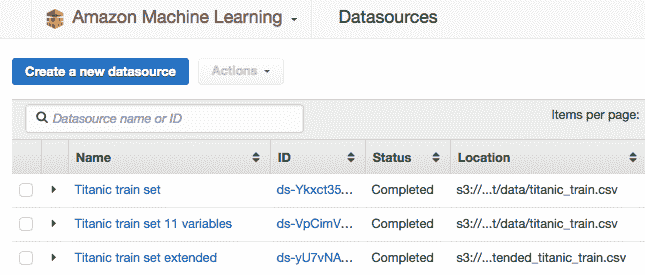 Amazon Machine Learning Datasources
Create a new datasource Actions
Datasource name or ID Items per page:
Name ID Status Location
Titanic train set ds-Ykxct35... Completed s3://...t/data/titanic_train.csv
Titanic train set 11 variables ds-VpCimV... Completed s3://...t/data/titanic_train.csv
Titanic train set extended ds-yU7vNA... Completed s3://...tended_titanic_train.csv